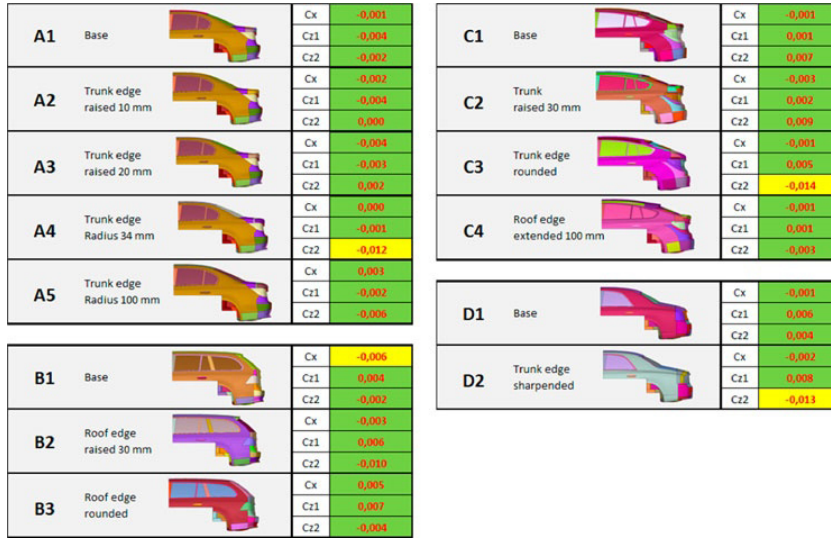 A1 Base Cx -0,001
Cz1 -0,004
Cz2 -0,002
A2 Trunk edge raised 10 mm Cx -0,002
Cz1 -0,004
Cz2 0,000
A3 Trunk edge raised 20 mm Cx -0,004
Cz1 -0,003
Cz2 0,002
A4 Trunk edge Radius 34 mm Cx 0,000
Cz1 -0,001
Cz2 -0,012
A5 Trunk edge Radius 100 mm Cx 0,003
Cz1 -0,002
Cz2 -0,006
B1 Base Cx -0,006
Cz1 0,004
Cz2 -0,002
B2 Roof edge raised 30 mm Cx -0,003
Cz1 0,006
Cz2 -0,010
B3 Roof edge rounded Cx 0,005
Cz1 0,007
Cz2 -0,004
C1 Base Cx -0,001
Cz1 0,001
Cz2 0,007
C2 Trunk raised 30 mm Cx -0,003
Cz1 0,002
Cz2 0,009
C3 Trunk edge rounded Cx -0,001
Cz1 0,005
Cz2 -0,014
C4 Roof edge extended 100 mm Cx -0,001
Cz1 0,001
Cz2 -0,003
D1 Base Cx -0,001
Cz1 0,006
Cz2 0,004
D2 Trunk edge sharpended Cx -0,002
Cz1 0,008
Cz2 -0,013